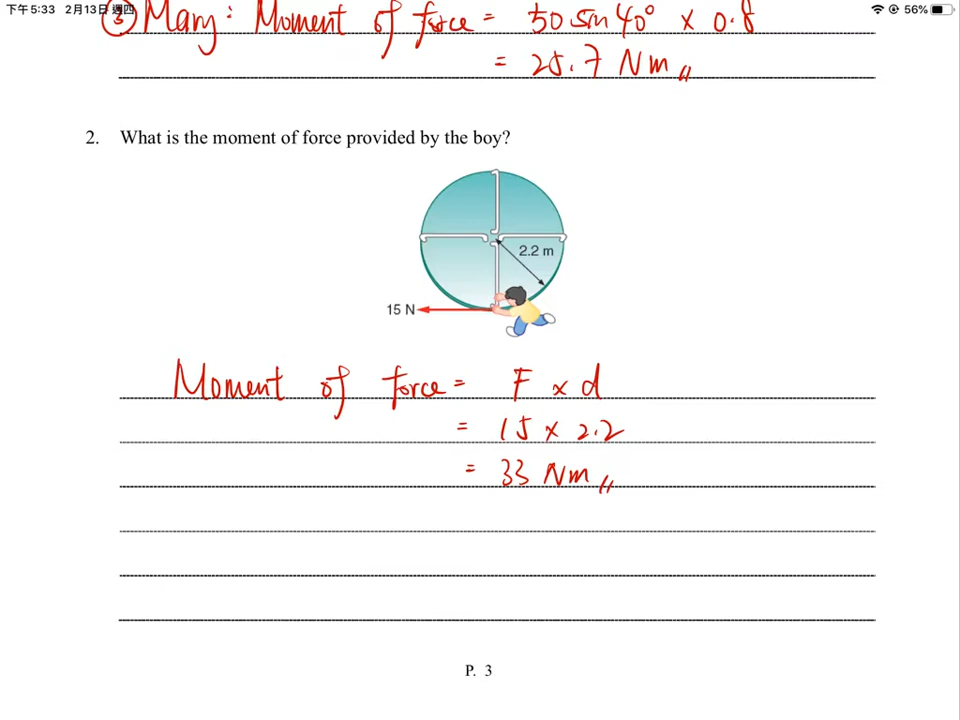 下午5:33 2月13日 週四 56%
③ Mary: Moment of force = 50 sin 40° × 0.8
= 25.7 Nm
2. What is the moment of force provided by the boy?
2.2 m
15 N
Moment of force = F × d
= 15 × 2.2
= 33 Nm
P. 3